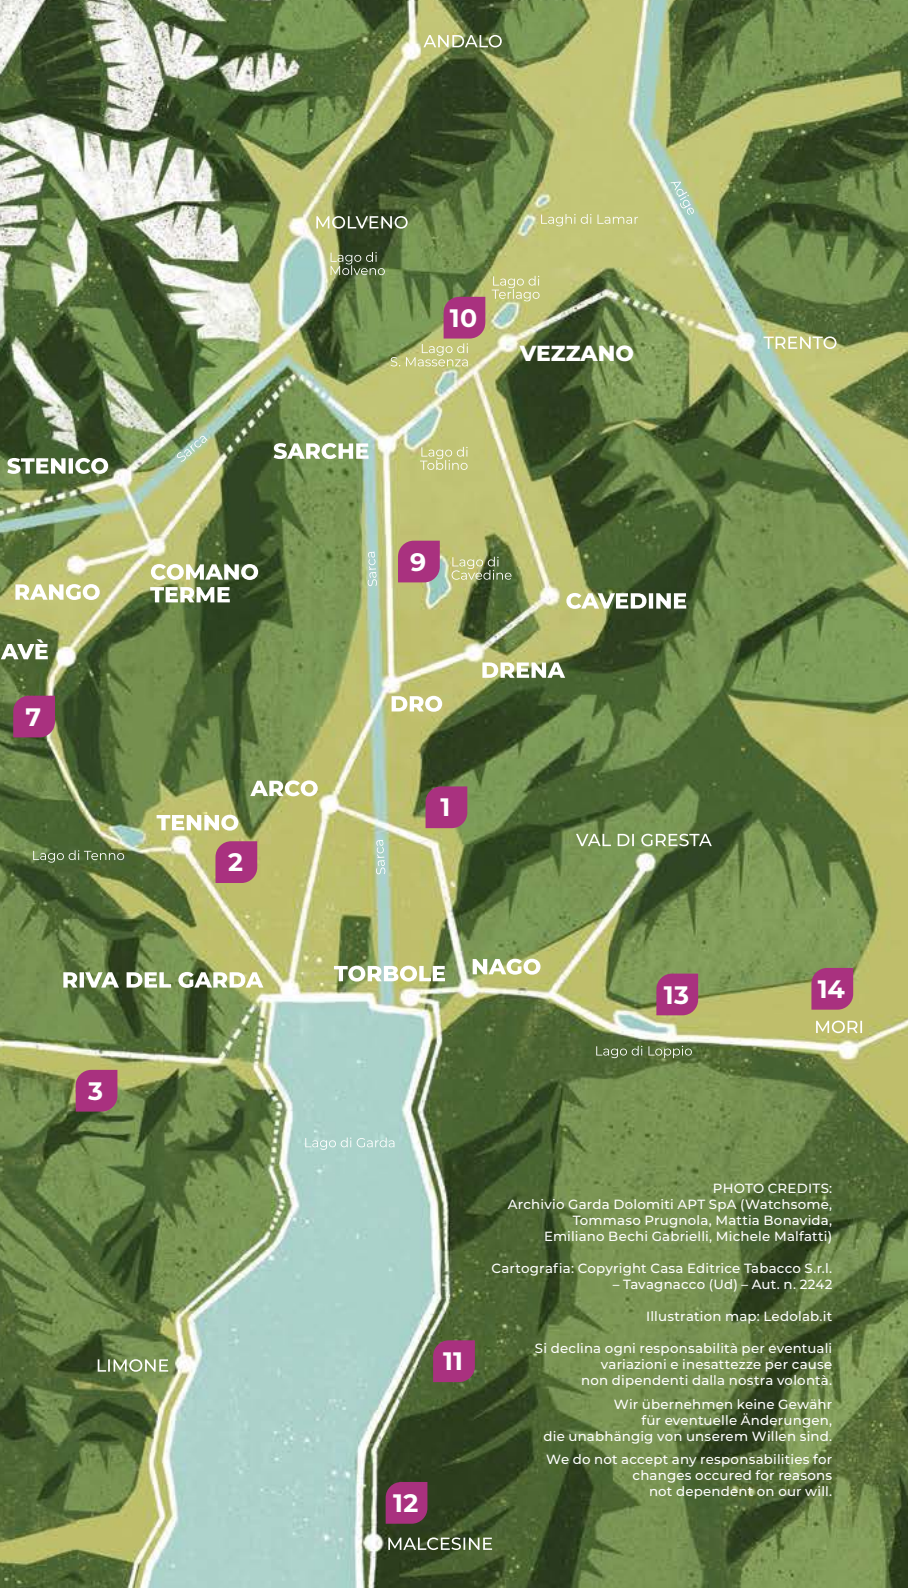 ANDALO
Adige
MOLVENO
Laghi di Lamar
Lago di
Molveno
Lago di
Terlago
10
VEZZANO
TRENTO
Lago di
S. Massenza
Sarca
SARCHE
Lago di
Toblino
STENICO
Sarca
9
Lago di
Cavedine
COMANO
TERME
RANGO
CAVEDINE
AVÈ
DRENA
DRO
7
ARCO
1
TENNO
VAL DI GRESTA
Lago di Tenno
2
Sarca
RIVA DEL GARDA
TORBOLE
NAGO
13
14
MORI
Lago di Loppio
3
Lago di Garda
PHOTO CREDITS:
Archivio Garda Dolomiti APT SpA (Watchsome,
Tommaso Prugnola, Mattia Bonavida,
Emiliano Bechi Gabrielli, Michele Malfatti)
Cartografia: Copyright Casa Editrice Tabacco S.r.l.
– Tavagnacco (Ud) – Aut. n. 2242
Illustration map: Ledolab.it
Si declina ogni responsabilità per eventuali
variazioni e inesattezze per cause
non dipendenti dalla nostra volontà.
Wir übernehmen keine Gewähr
für eventuelle Änderungen,
die unabhängig von unserem Willen sind.
We do not accept any responsabilities for
changes occured for reasons
not dependent on our will.
LIMONE
11
12
MALCESINE